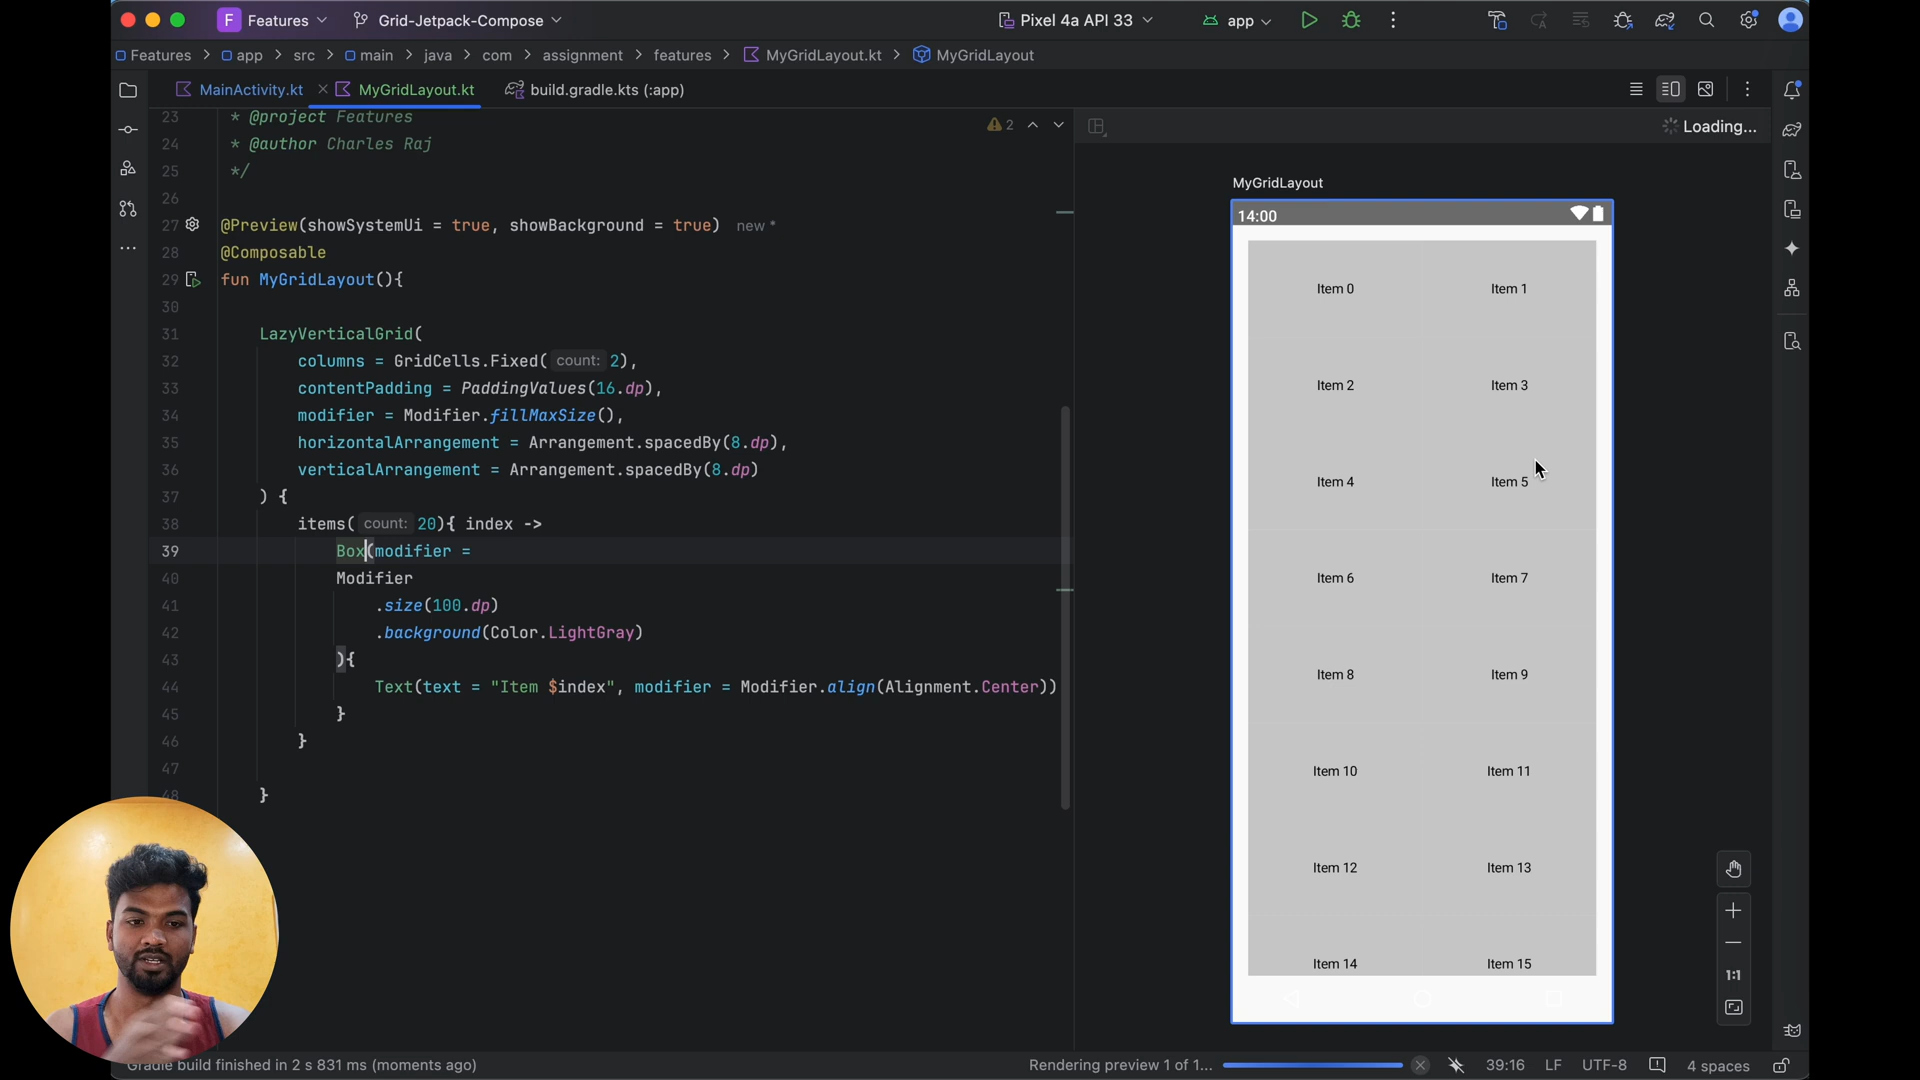 F Features Grid-Jetpack-Compose Pixel 4a API 33 app
Features > app > src > main > java > com > assignment > features > MyGridLayout.kt > MyGridLayout
MainActivity.kt MyGridLayout.kt build.gradle.kts (:app)
23 * @project Features
2
Loading...
24 * @author Charles Raj
25 */
26
27 @Preview(showSystemUi = true, showBackground = true) new *
28 @Composable
29 fun MyGridLayout(){
30
31 LazyVerticalGrid(
32 columns = GridCells.Fixed( count: 2),
33 contentPadding = PaddingValues(16.dp),
34 modifier = Modifier.fillMaxSize(),
35 horizontalArrangement = Arrangement.spacedBy(8.dp),
36 verticalArrangement = Arrangement.spacedBy(8.dp)
37 ) {
38 items( count: 20){ index ->
39 Box(modifier =
40 Modifier
41 .size(100.dp)
42 .background(Color.LightGray)
43 ){
44 Text(text = "Item $index", modifier = Modifier.align(Alignment.Center))
45 }
46 }
47
48 }
MyGridLayout
14:00
Item 0 Item 1
Item 2 Item 3
Item 4 Item 5
Item 6 Item 7
Item 8 Item 9
Item 10 Item 11
Item 12 Item 13
Item 14 Item 15
1:1
Gradle build finished in 2 s 831 ms (moments ago) Rendering preview 1 of 1... 39:16 LF UTF-8 4 spaces